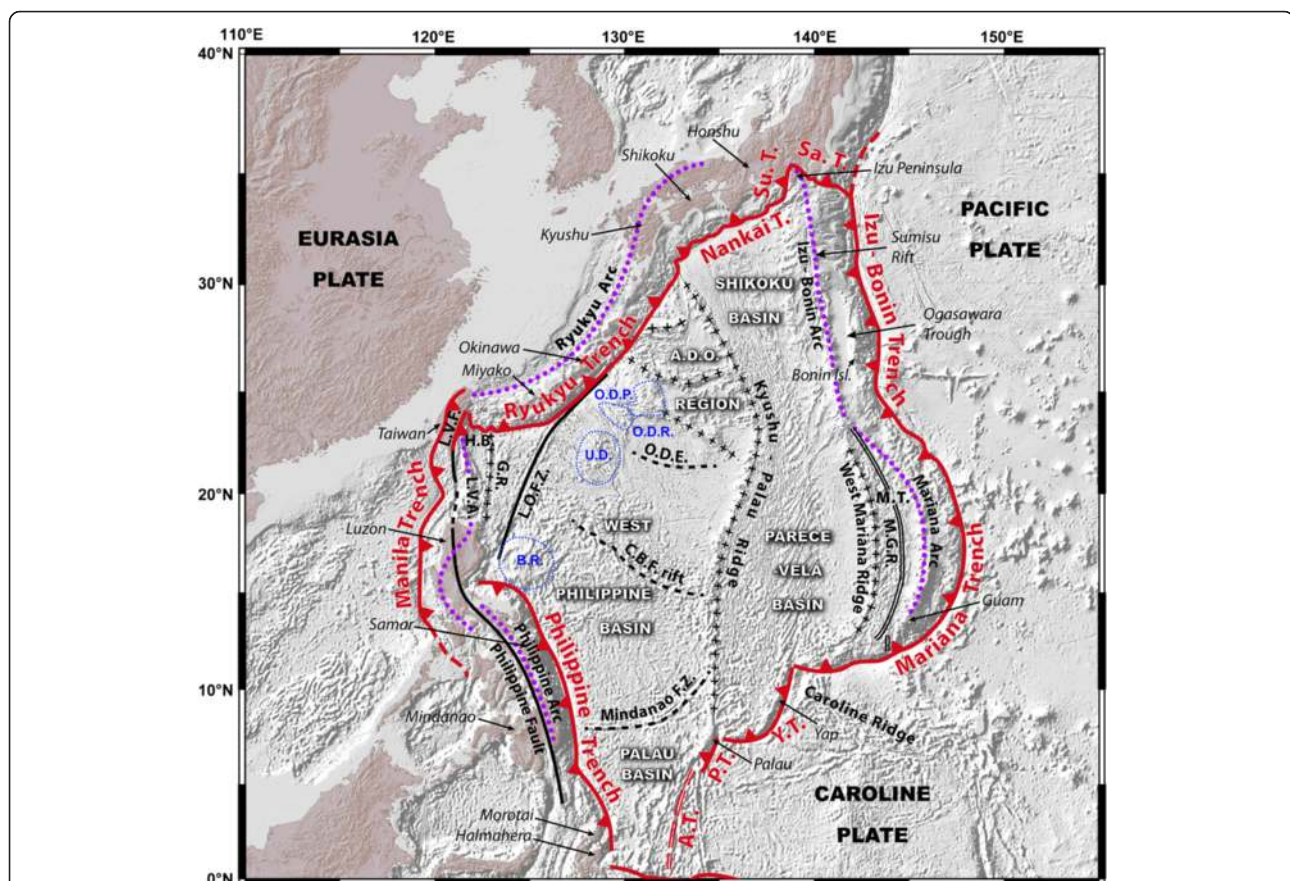 110°E
120°E
130°E
140°E
150°E
40°N
30°N
20°N
10°N
0°N
Honshu
Shikoku
Su. T.
Sa. T.
Izu Peninsula
PACIFIC
PLATE
EURASIA
PLATE
Kyushu
Nankai T.
Sumisu
Rift
Izu - Bonin Arc
Izu - Bonin Trench
SHIKOKU
BASIN
Ryukyu Arc
Ogasawara
Trough
Okinawa
Miyako
Ryukyu Trench
A.D.O.
REGION
Bonin Isl.
Kyushu - Palau Ridge
O.D.P.
O.D.R.
U.D.
O.D.E.
Taiwan
L.V.F.
H.B.
G.R.
L.V.A.
L.O.F.Z.
Manila Trench
Luzon
WEST
PHILIPPINE
BASIN
C.B.F. rift
B.R.
PARECE
VELA
BASIN
West Mariana Ridge
M.T.
M.G.R.
Mariana Arc
Mariana Trench
Guam
Samar
Philippine Arc
Philippine Fault
Philippine Trench
Mariana Trench
Mindanao
Mindanao F.Z.
Caroline Ridge
Yap
Y.T.
PALAU
BASIN
P.T.
Palau
A.T.
CAROLINE
PLATE
Morotai
Halmahera